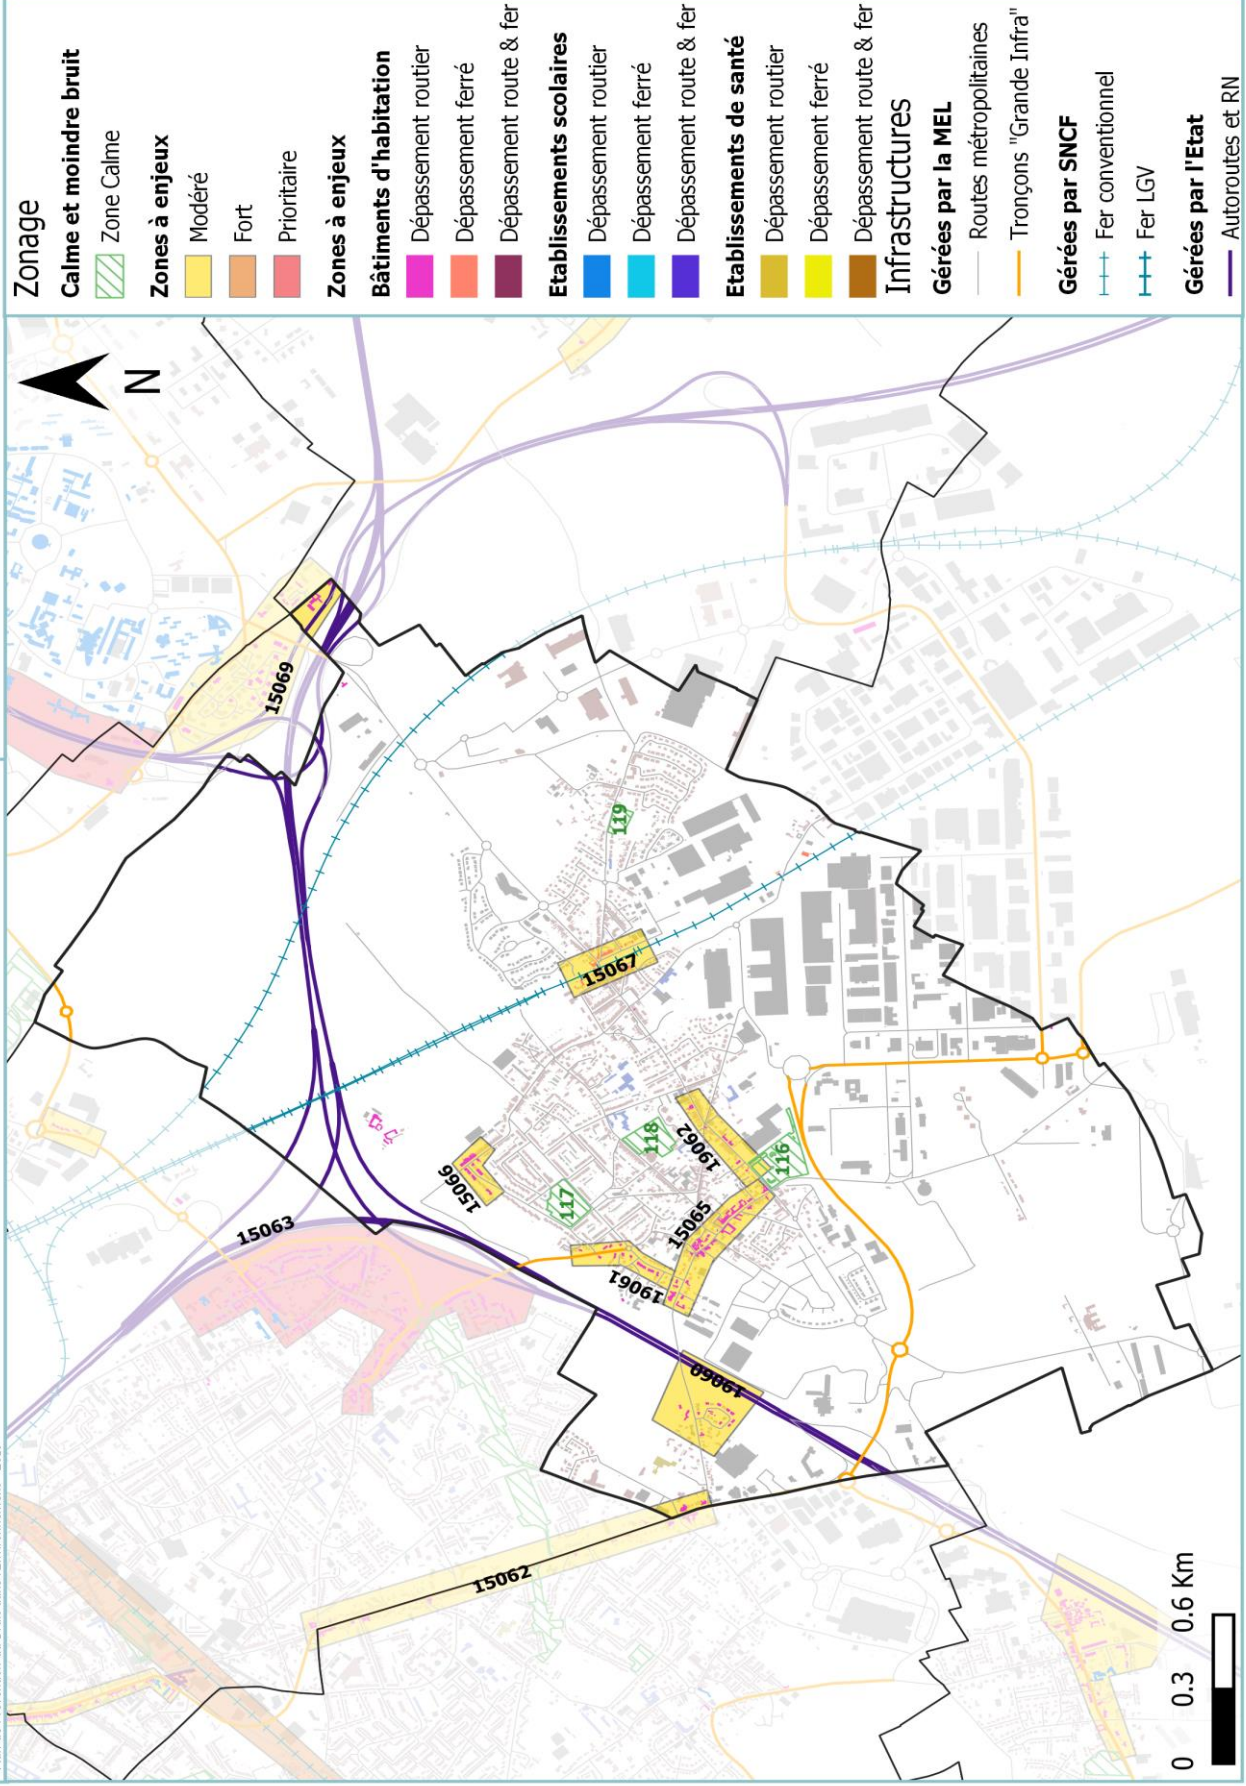 Zonage
Calme et moindre bruit
Zone Calme
Zones à enjeux
Modéré
Fort
Prioritaire
Zones à enjeux
Bâtiments d'habitation
Dépassement routier
Dépassement ferré
Dépassement route & fer
Etablissements scolaires
Dépassement routier
Dépassement ferré
Dépassement route & fer
Etablissements de santé
Dépassement routier
Dépassement ferré
Dépassement route & fer
Infrastructures
Gérées par la MEL
Routes métropolitaines
Tronçons "Grande Infra"
Gérées par SNCF
Fer conventionnel
Fer LGV
Gérées par l'Etat
Autoroutes et RN
N
15069
15063
15066
15067
15062
15065
19062
19061
19060
116
117
118
119
0 0.3 0.6 Km